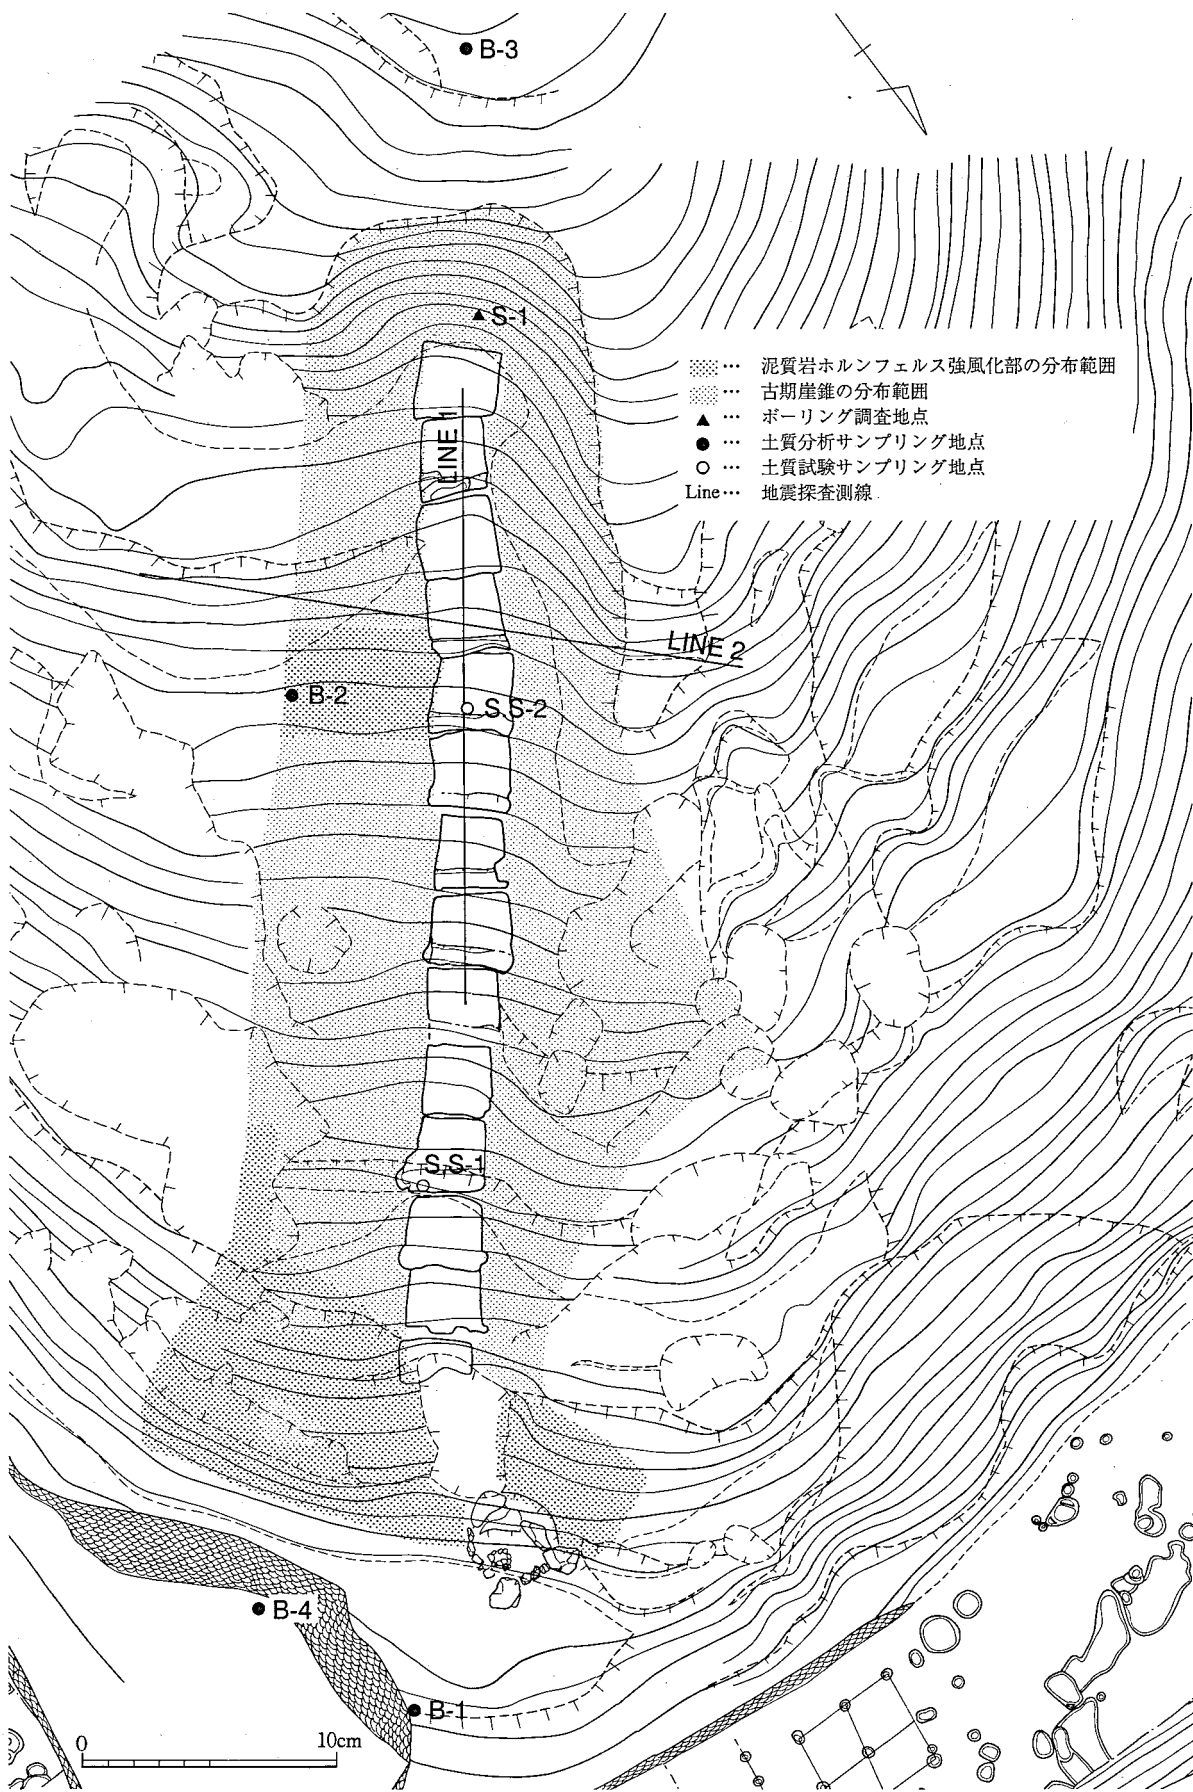 B-3
S-1
… 泥質岩ホルンフェルス強風化部の分布範囲
… 古期崖錐の分布範囲
▲ … ボーリング調査地点
● … 土質分析サンプリング地点
○ … 土質試験サンプリング地点
Line… 地震探査測線
LINE 1
LINE 2
B-2
S.S-2
S.S-1
B-4
B-1
0 10cm